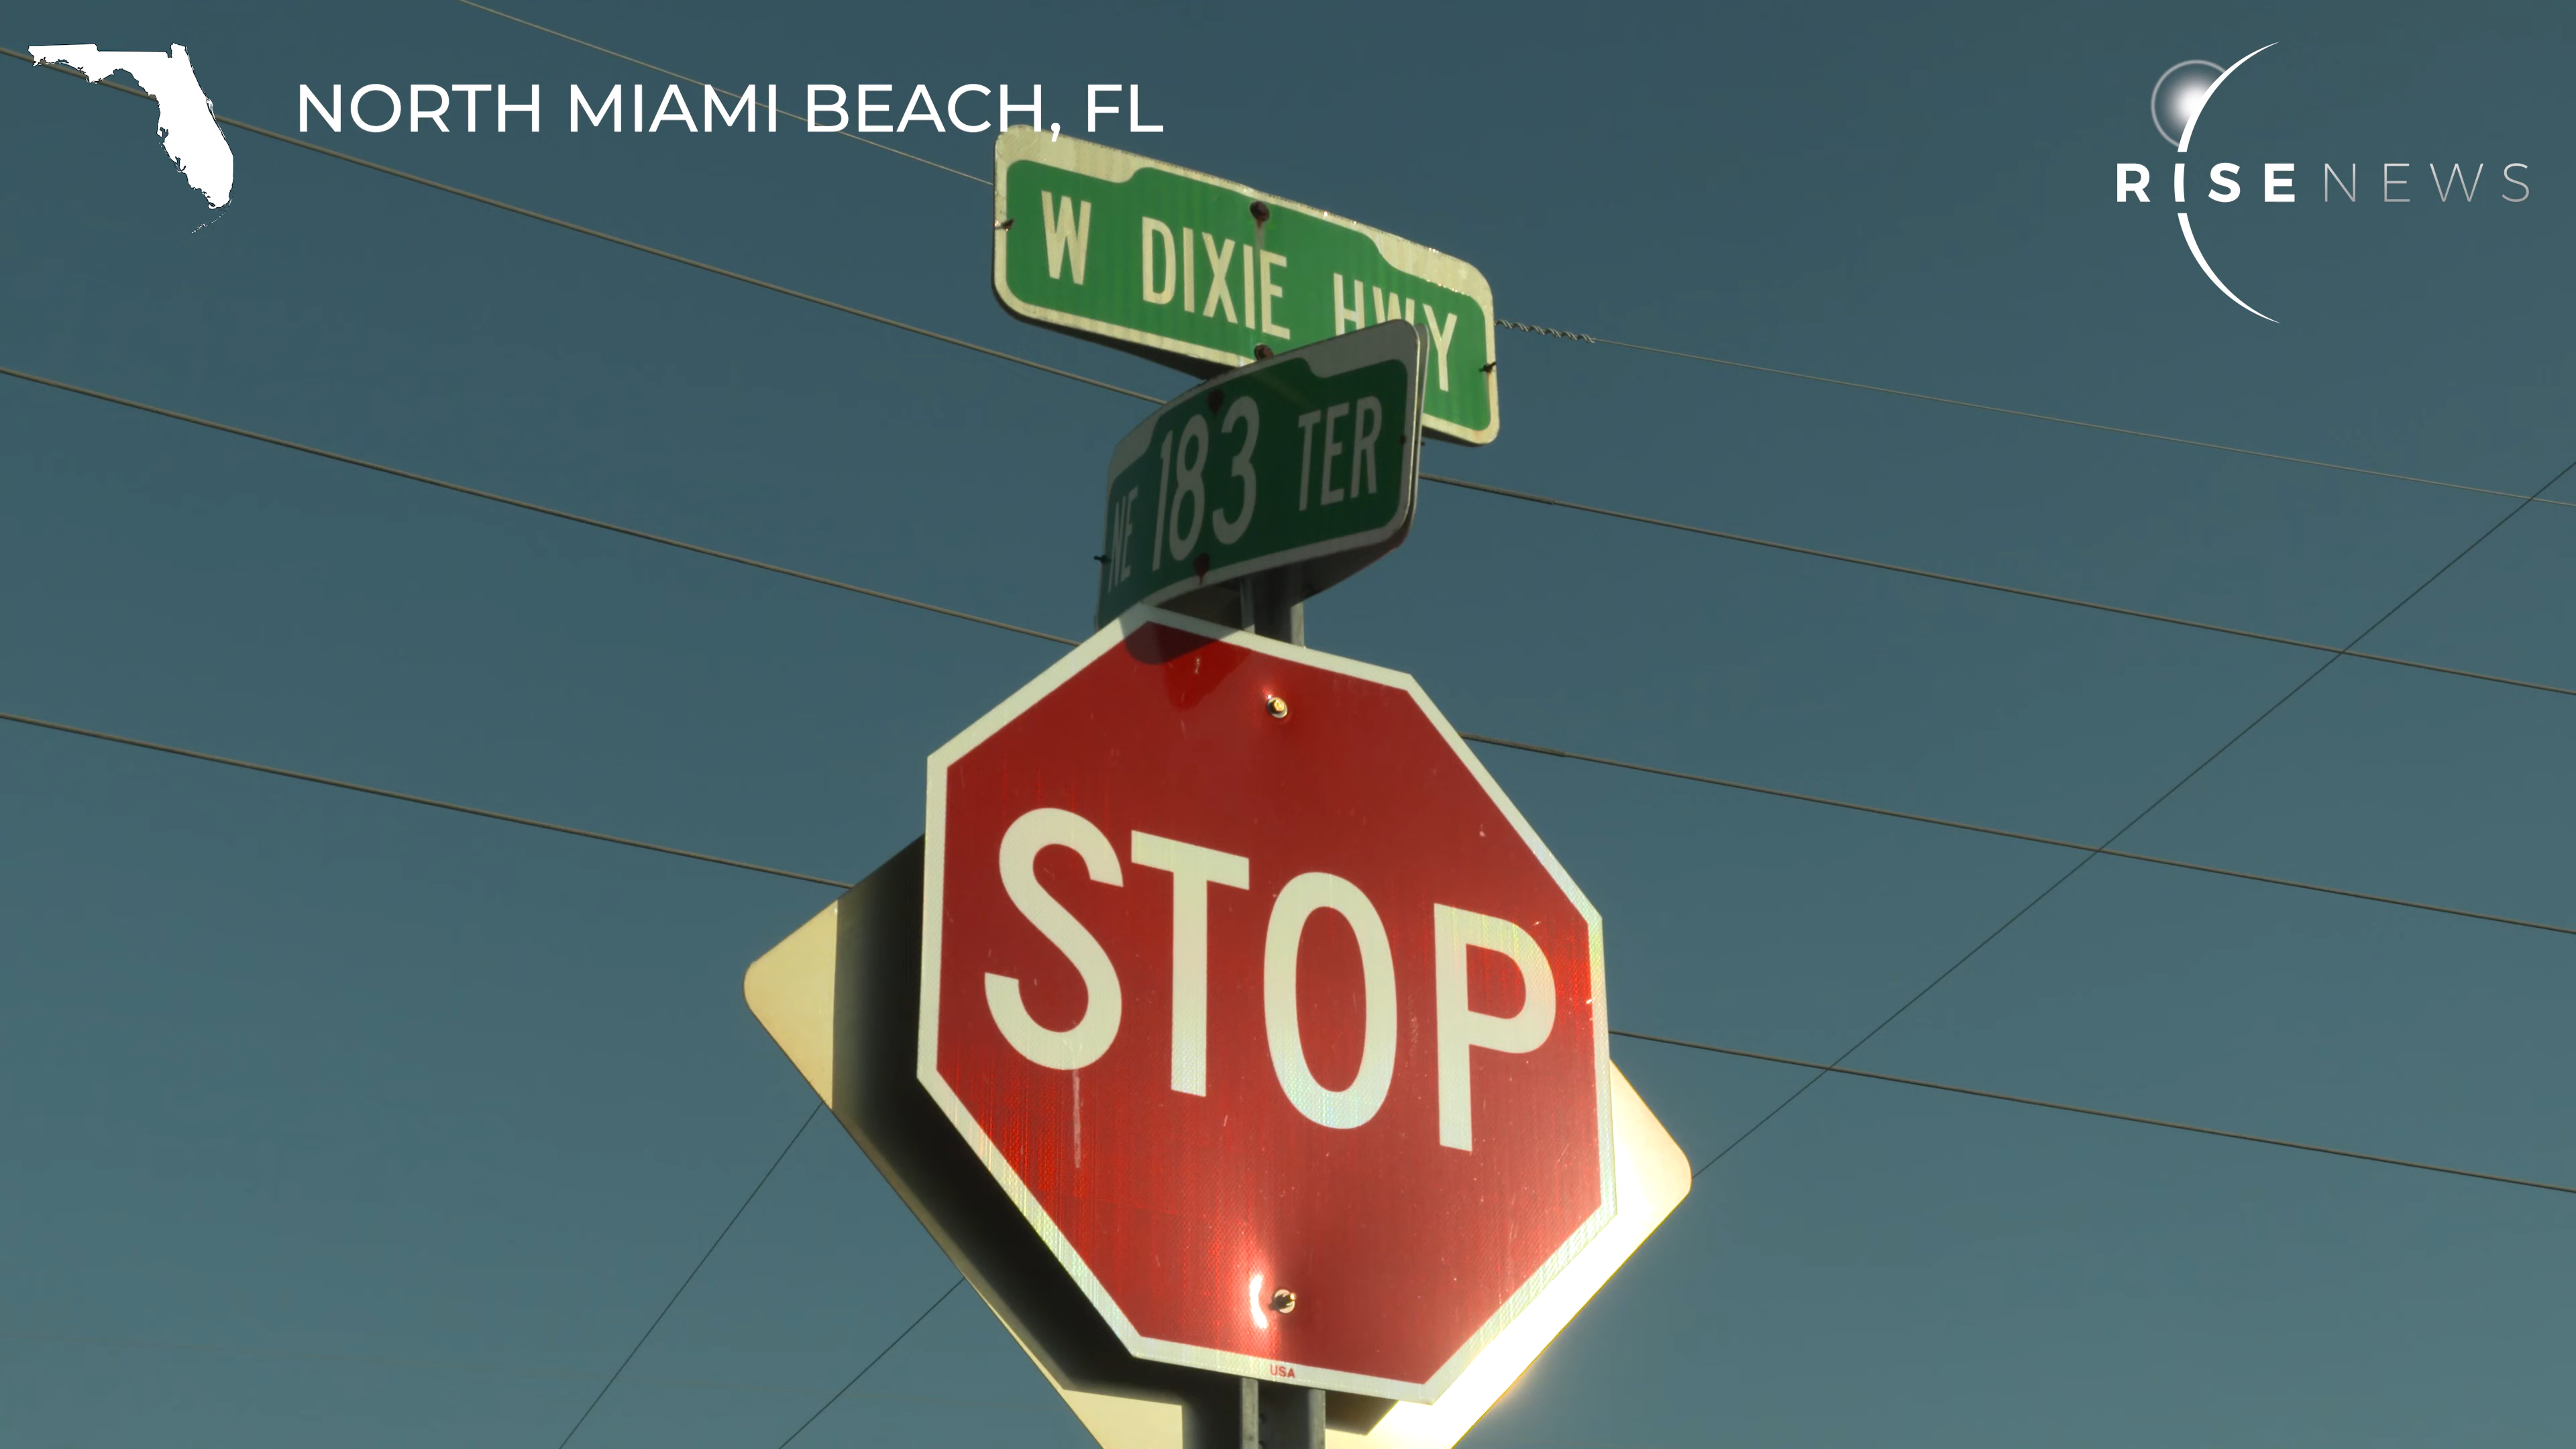 NORTH MIAMI BEACH, FL
RISE NEWS
W DIXIE HWY
NE 183 TER
STOP
USA